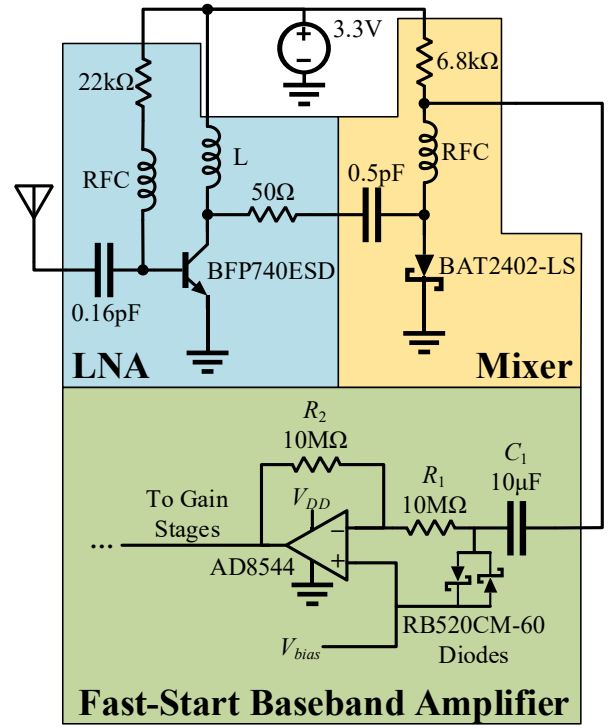 3.3V
22kΩ
6.8kΩ
RFC
L
50Ω
0.5pF
RFC
BFP740ESD
BAT2402-LS
0.16pF
LNA
Mixer
R2
10MΩ
R1
10MΩ
C1
10μF
To Gain
Stages
VDD
...
−
+
AD8544
RB520CM-60
Diodes
Vbias
Fast-Start Baseband Amplifier